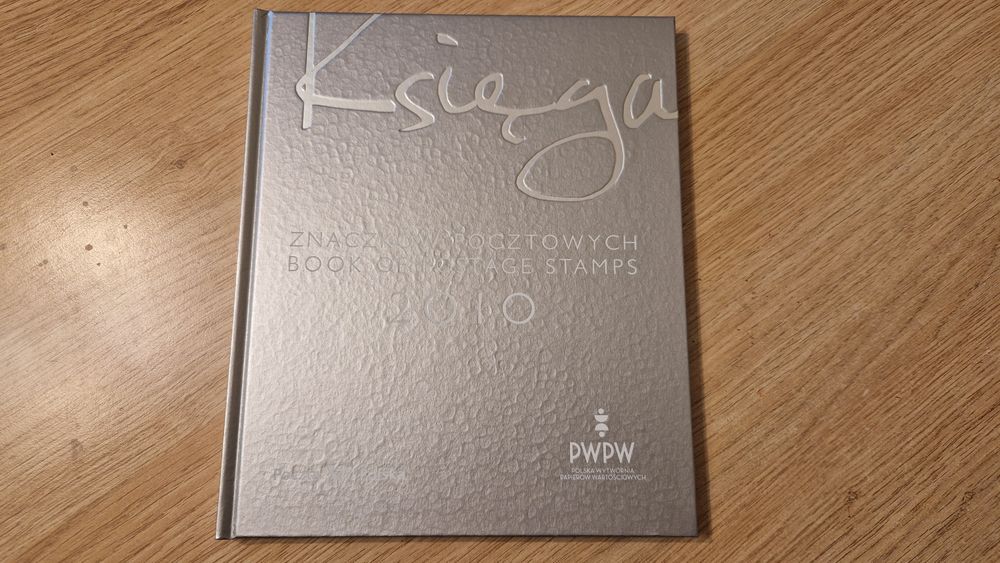 Księga
ZNACZKÓW POCZTOWYCH
BOOK OF POSTAGE STAMPS
2010
PWPW
POLSKA WYTWÓRNIA
PAPIERÓW WARTOŚCIOWYCH